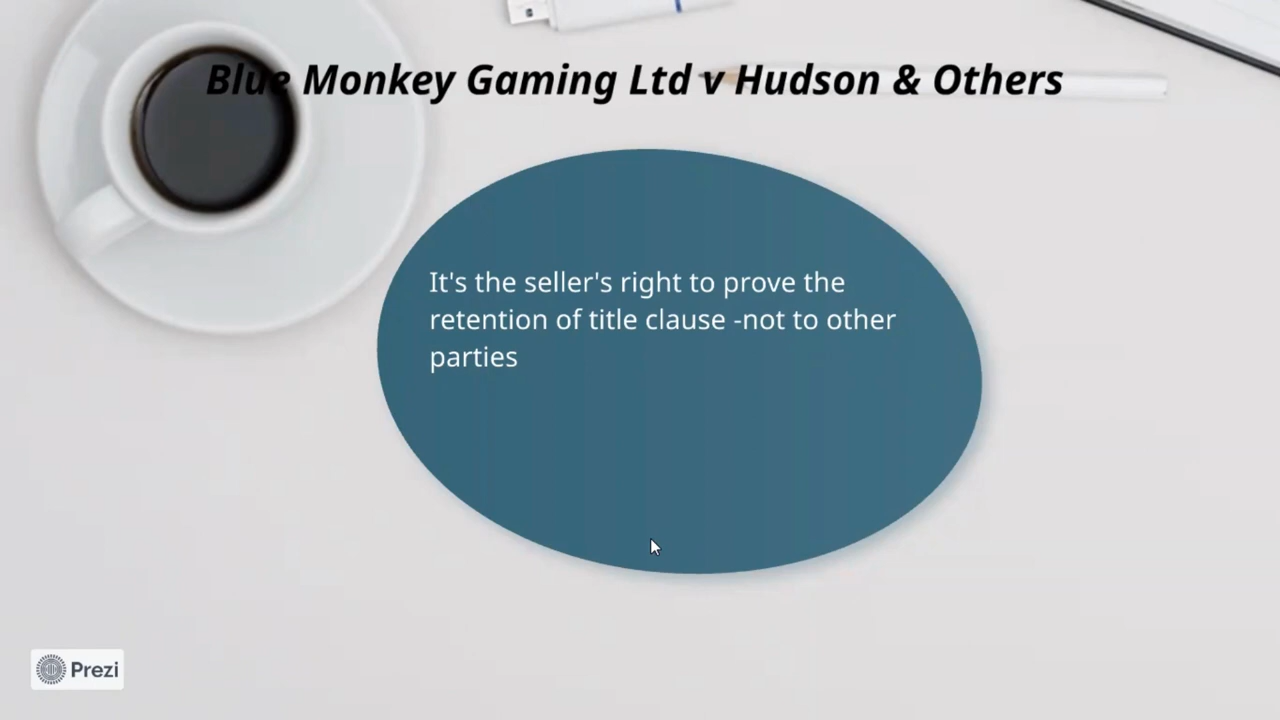 Blue Monkey Gaming Ltd v Hudson & Others
It's the seller's right to prove the
retention of title clause -not to other
parties
Prezi